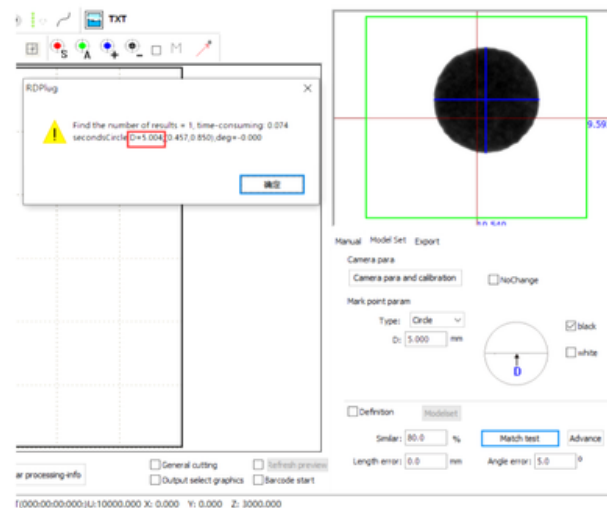 TXT
S A + - M
RDPlug
Find the number of results = 1, time-consuming: 0.074
secondsCircle:D=5.004,(0.457,0.850),deg=-0.000
确定
9.59
10.540
Manual Model Set Export
Camera para
Camera para and calibration NoChange
Mark point param
Type: Circle
black
D: 5.000 mm
white
D
Definition Modelset
Similar: 80.0 % Match test Advance
Length error: 0.0 mm Angle error: 5.0 °
General cutting Refresh preview
ar processing-info
Output select graphics Barcode start
T(000:00:00:000)U:10000.000 X: 0.000 Y: 0.000 Z: 3000.000